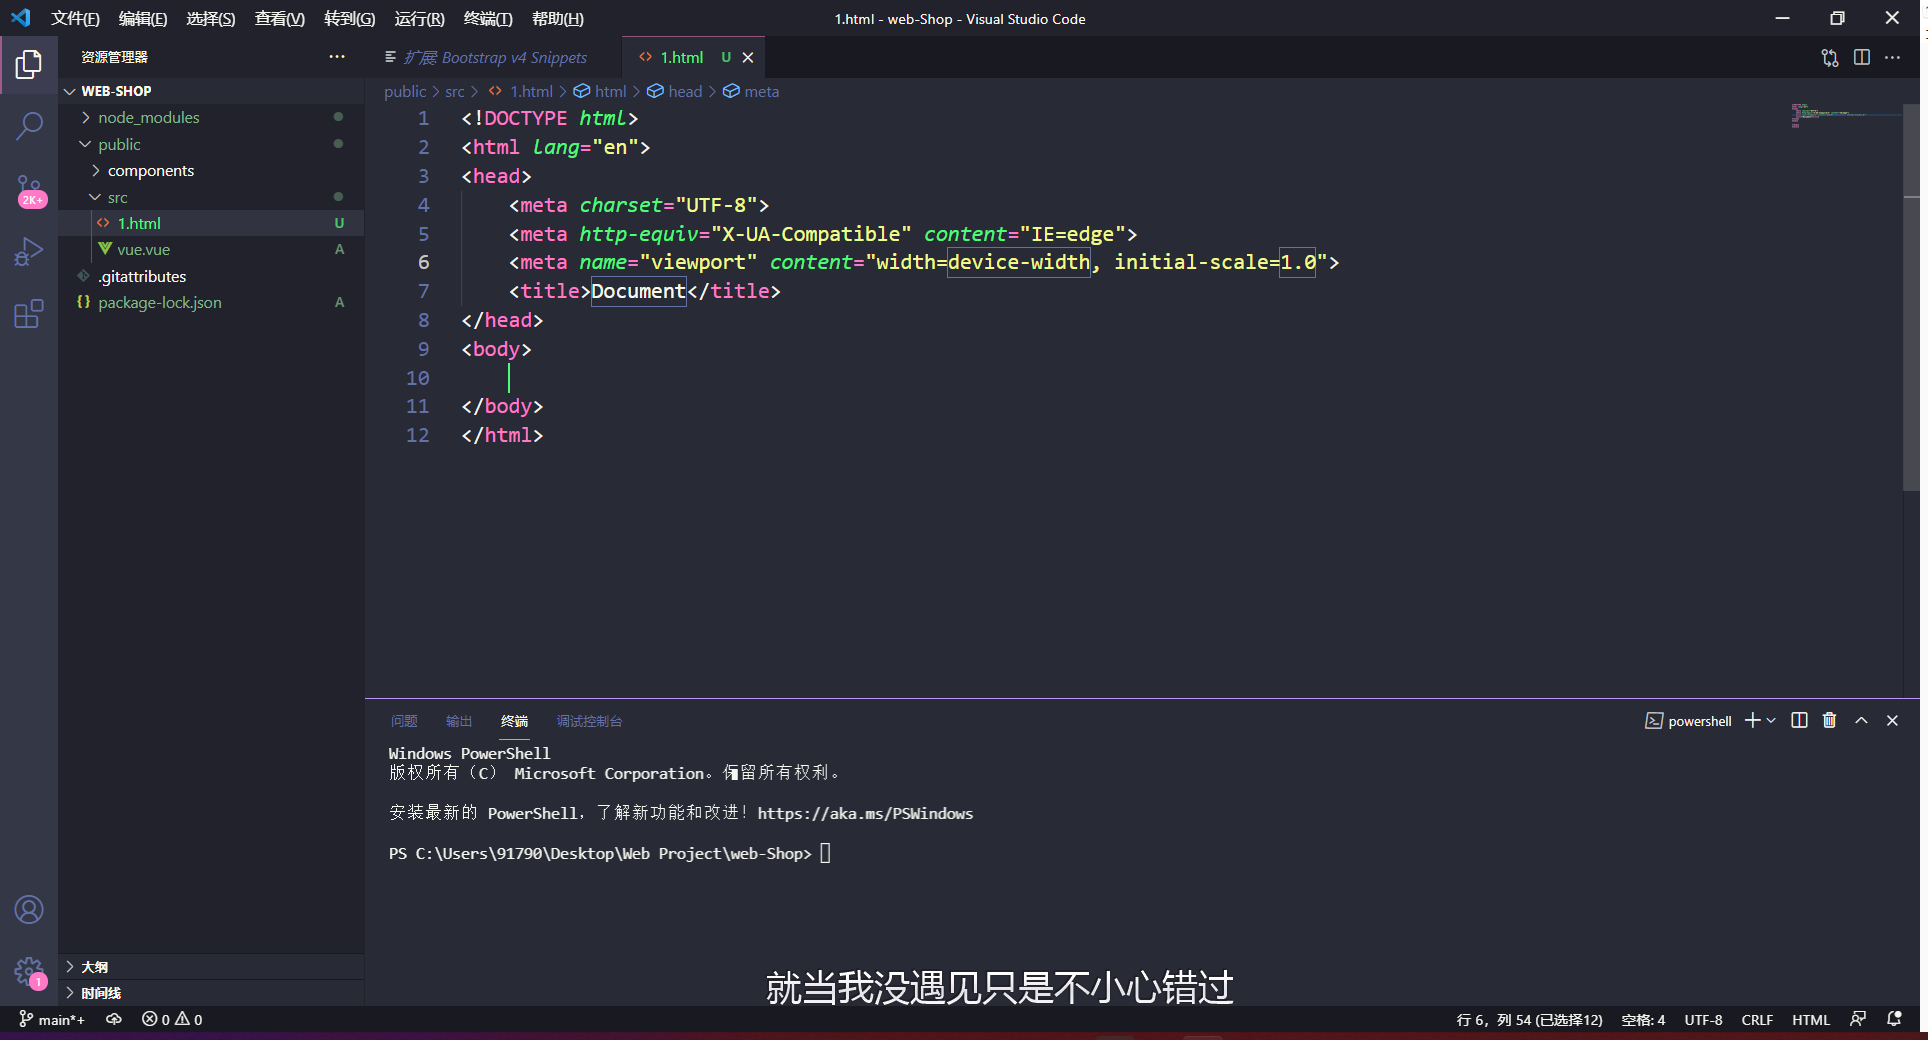 文件(F) 编辑(E) 选择(S) 查看(V) 转到(G) 运行(R) 终端(T) 帮助(H)
1.html - web-Shop - Visual Studio Code
资源管理器
扩展 Bootstrap v4 Snippets
1.html U
WEB-SHOP
node_modules
public
components
src
1.html U
vue.vue A
.gitattributes
package-lock.json A
2K+
1
大纲
时间线
public > src > 1.html > html > head > meta
1 <!DOCTYPE html>
2 <html lang="en">
3 <head>
4 <meta charset="UTF-8">
5 <meta http-equiv="X-UA-Compatible" content="IE=edge">
6 <meta name="viewport" content="width=device-width, initial-scale=1.0">
7 <title>Document</title>
8 </head>
9 <body>
10
11 </body>
12 </html>
问题 输出 终端 调试控制台
powershell
Windows PowerShell
版权所有（C） Microsoft Corporation。保留所有权利。
安装最新的 PowerShell，了解新功能和改进！https://aka.ms/PSWindows
PS C:\Users\91790\Desktop\Web Project\web-Shop>
就当我没遇见只是不小心错过
main*+ 0 0
行 6，列 54 (已选择12) 空格: 4 UTF-8 CRLF HTML